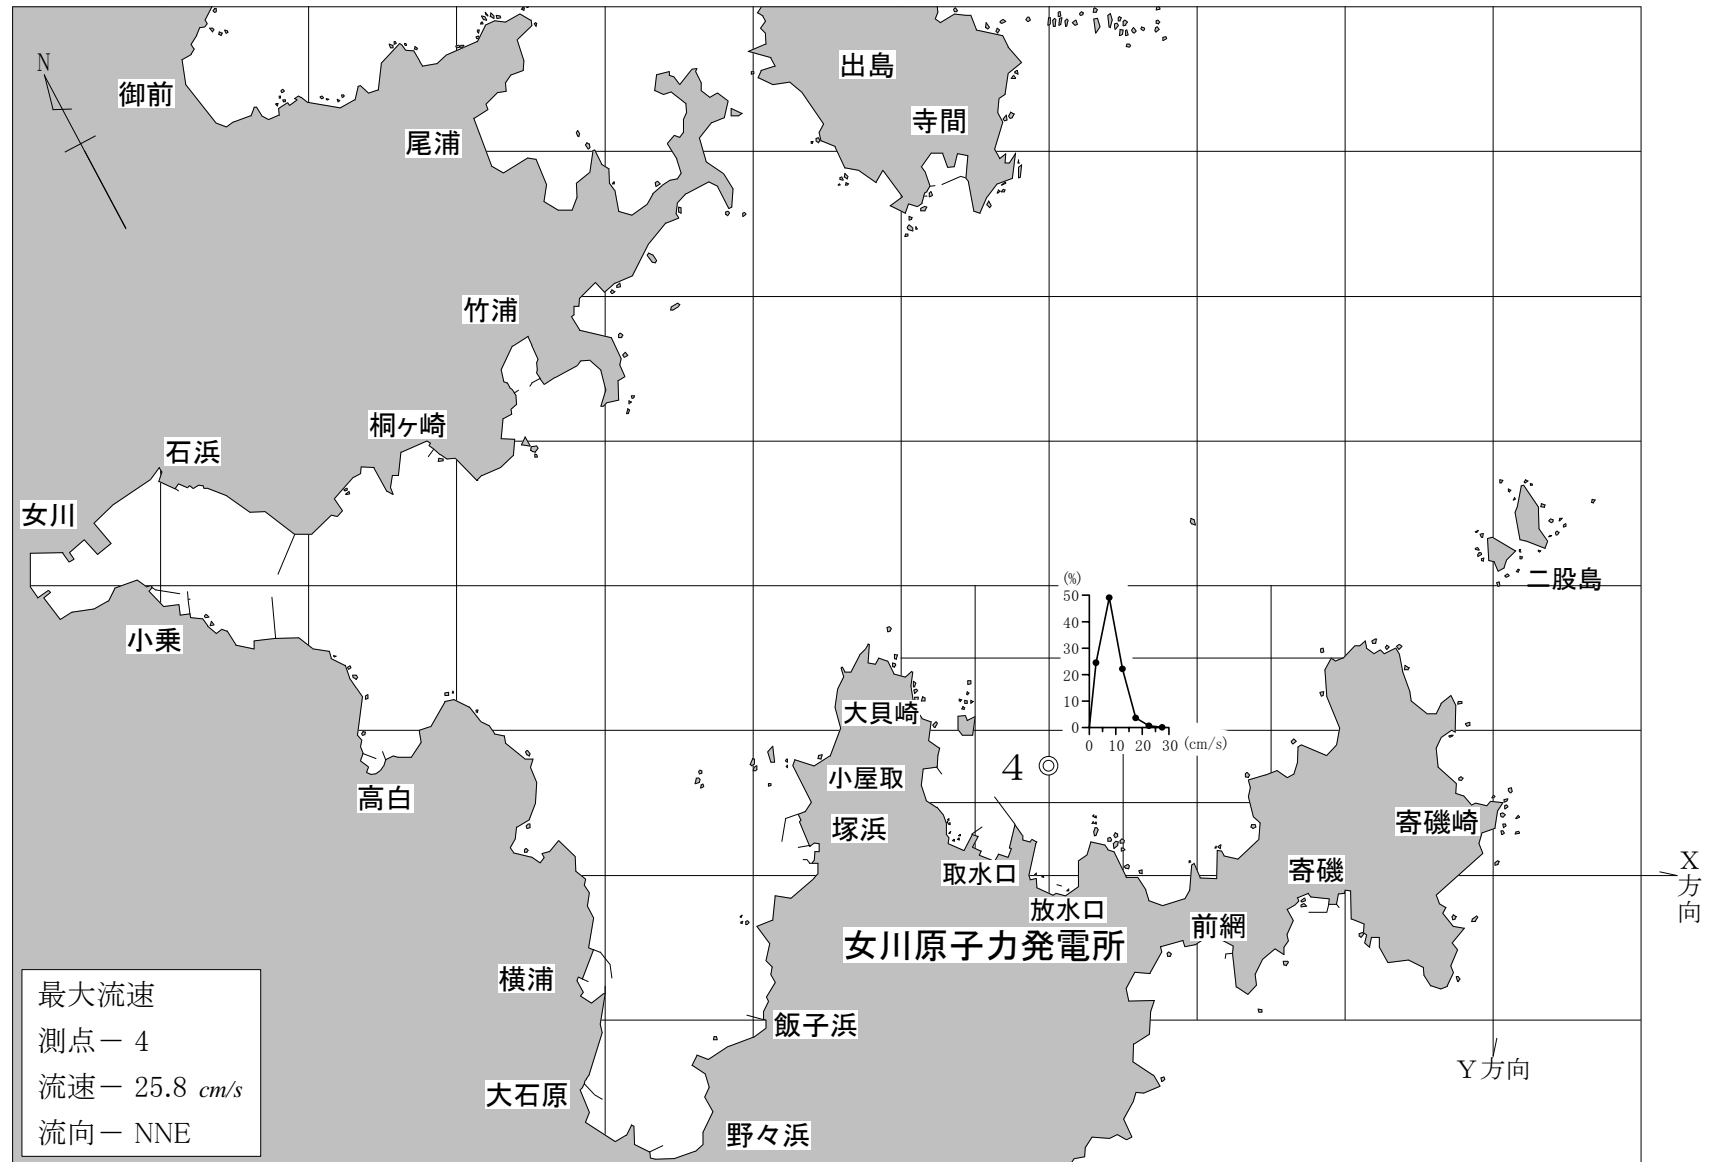 N
御前
出島
寺間
尾浦
竹浦
桐ヶ崎
石浜
女川
二股島
小乗
(%)
50
40
30
20
10
0
0 10 20 30 (cm/s)
大貝崎
4
小屋取
高白
塚浜
寄磯崎
取水口
寄磯
X方向
放水口
前網
女川原子力発電所
横浦
飯子浜
Y方向
大石原
野々浜
最大流速
測点－ 4
流速－ 25.8 cm/s
流向－ NNE